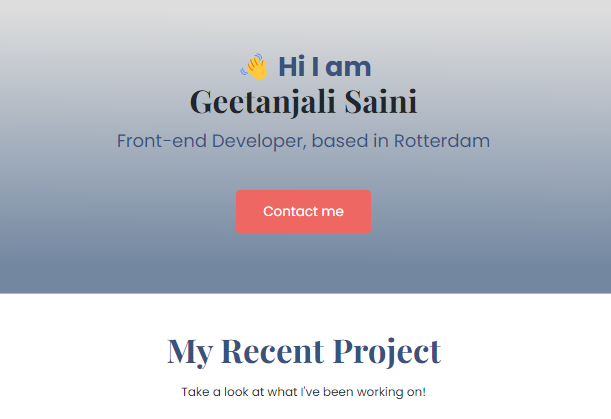 👋 Hi I am
Geetanjali Saini
Front-end Developer, based in Rotterdam
Contact me
My Recent Project
Take a look at what I've been working on!